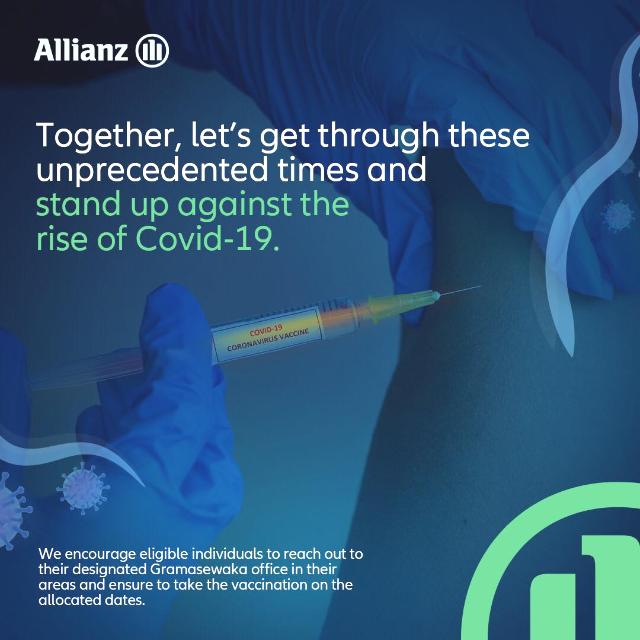 Allianz
Together, let's get through these
unprecedented times and
stand up against the
rise of Covid-19.
COVID-19
CORONAVIRUS VACCINE
We encourage eligible individuals to reach out to
their designated Gramasewaka office in their
areas and ensure to take the vaccination on the
allocated dates.